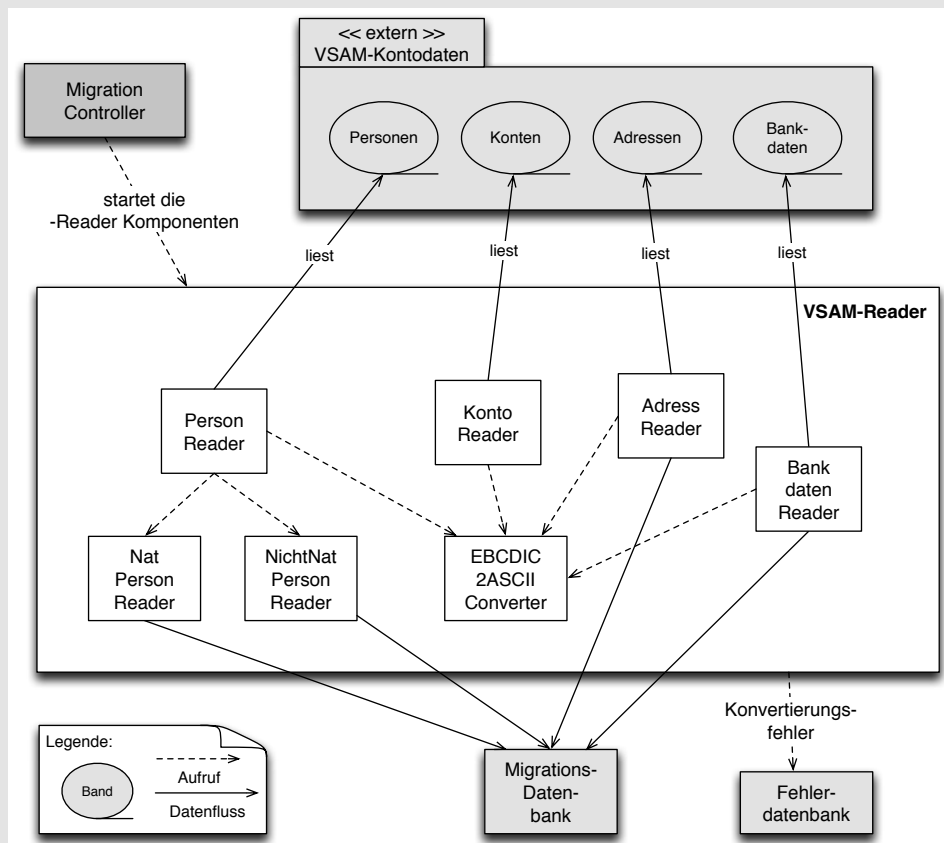 << extern >>
VSAM-Kontodaten
Migration
Controller
Personen
Konten
Adressen
Bank-
daten
startet die
-Reader Komponenten
liest
liest
liest
liest
VSAM-Reader
Person
Reader
Konto
Reader
Adress
Reader
Bank
daten
Reader
Nat
Person
Reader
NichtNat
Person
Reader
EBCDIC
2ASCII
Converter
Konvertierungs-
fehler
Legende:
Band
Aufruf
Datenfluss
Migrations-
Daten-
bank
Fehler-
datenbank